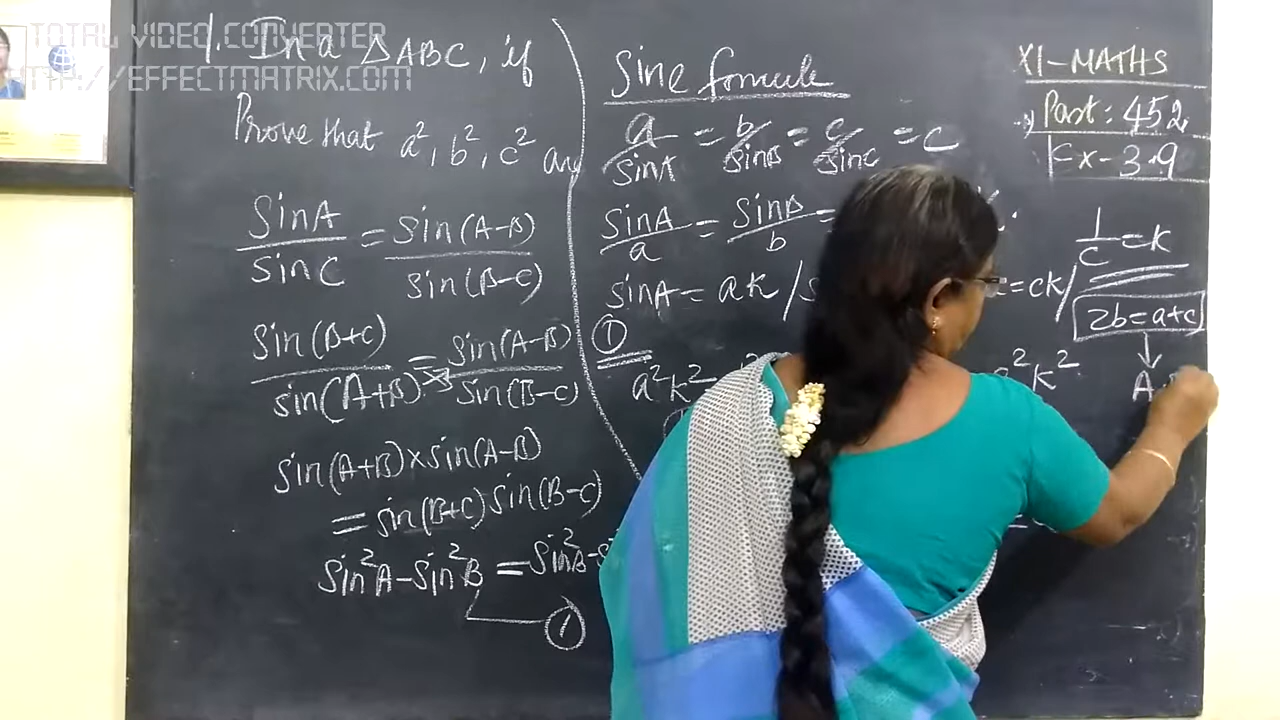 TOTAL VIDEO CONVERTER
TTP://EFFECTMATRIX.COM
1. In a △ABC, if
Prove that a², b², c² are
SinA/sinC = sin(A-B)/sin(B-C)
sin(B+C)/sin(A+B) = sin(A-B)/sin(B-C)
sin(A+B)×sin(A-B)
= sin(B+C) sin(B-C)
sin²A-sin²B = sin²B-
①
Sine formule
a/sinA = b/sinB = c/sinC = c
sinA/a = sinB/b =
sinA = ak /
= ck/
①
a²k²
k²
XI-MATHS
Part: 452
Ex-3.9
1/c = k
2b=a+c
A